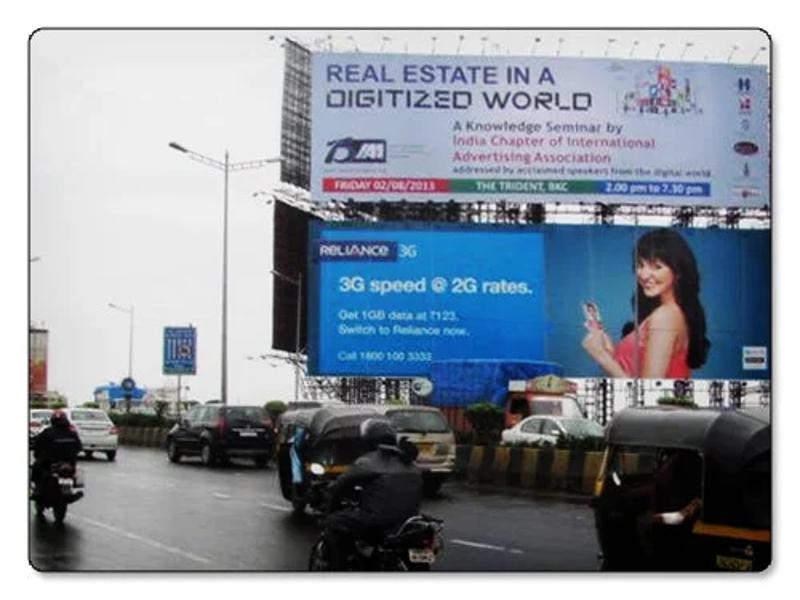 REAL ESTATE IN A
DIGITIZED WORLD
A Knowledge Seminar by
India Chapter of International
Advertising Association
addressed by acclaimed speakers from the digital world.
FRIDAY 02/08/2013 THE TRIDENT, BKC 2.00 pm to 7.30 pm
RELIANCE 3G
3G speed @ 2G rates.
Get 1GB data at ₹123.
Switch to Reliance now.
Call 1800 100 3333